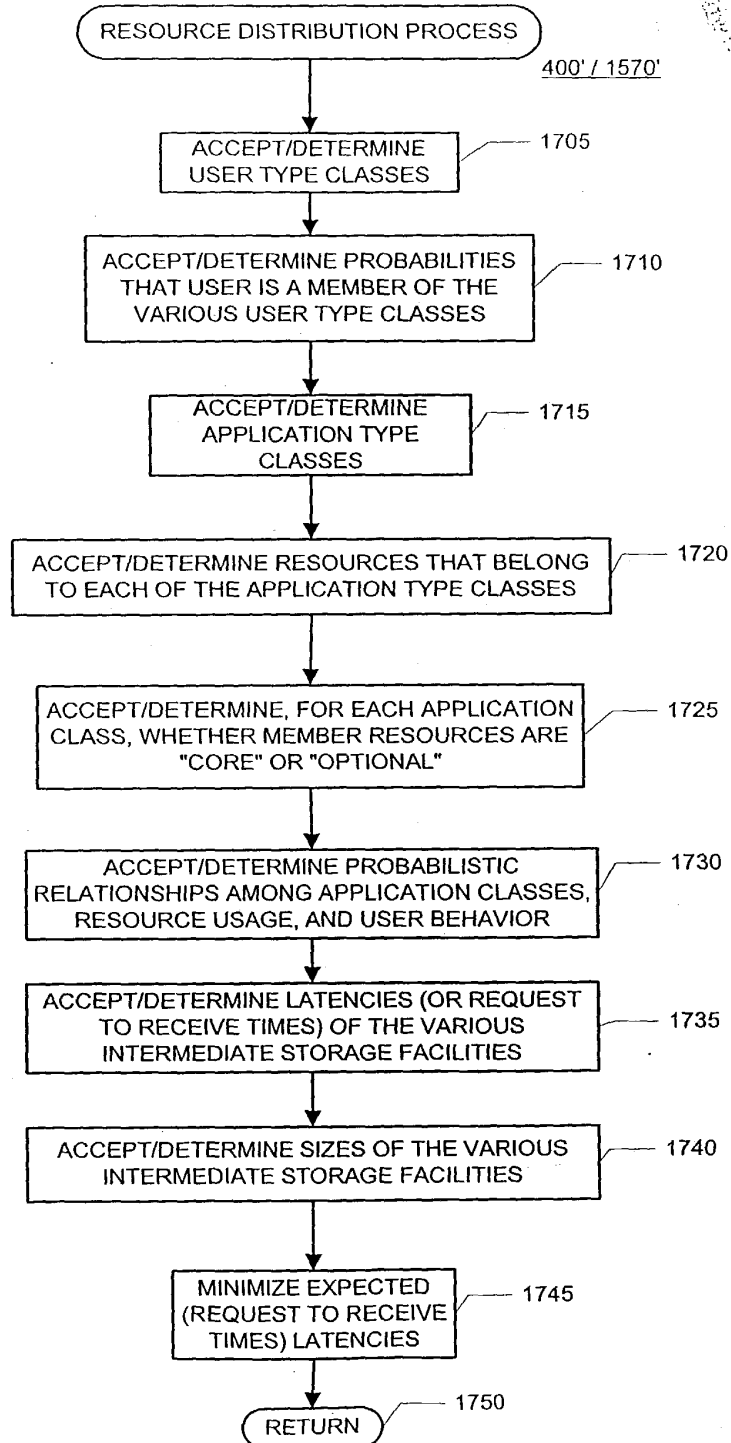 RESOURCE DISTRIBUTION PROCESS
400' / 1570'
ACCEPT/DETERMINE
USER TYPE CLASSES
1705
ACCEPT/DETERMINE PROBABILITIES
THAT USER IS A MEMBER OF THE
VARIOUS USER TYPE CLASSES
1710
ACCEPT/DETERMINE
APPLICATION TYPE
CLASSES
1715
ACCEPT/DETERMINE RESOURCES THAT BELONG
TO EACH OF THE APPLICATION TYPE CLASSES
1720
ACCEPT/DETERMINE, FOR EACH APPLICATION
CLASS, WHETHER MEMBER RESOURCES ARE
"CORE" OR "OPTIONAL"
1725
ACCEPT/DETERMINE PROBABILISTIC
RELATIONSHIPS AMONG APPLICATION CLASSES,
RESOURCE USAGE, AND USER BEHAVIOR
1730
ACCEPT/DETERMINE LATENCIES (OR REQUEST
TO RECEIVE TIMES) OF THE VARIOUS
INTERMEDIATE STORAGE FACILITIES
1735
ACCEPT/DETERMINE SIZES OF THE VARIOUS
INTERMEDIATE STORAGE FACILITIES
1740
MINIMIZE EXPECTED
(REQUEST TO RECEIVE
TIMES) LATENCIES
1745
RETURN
1750